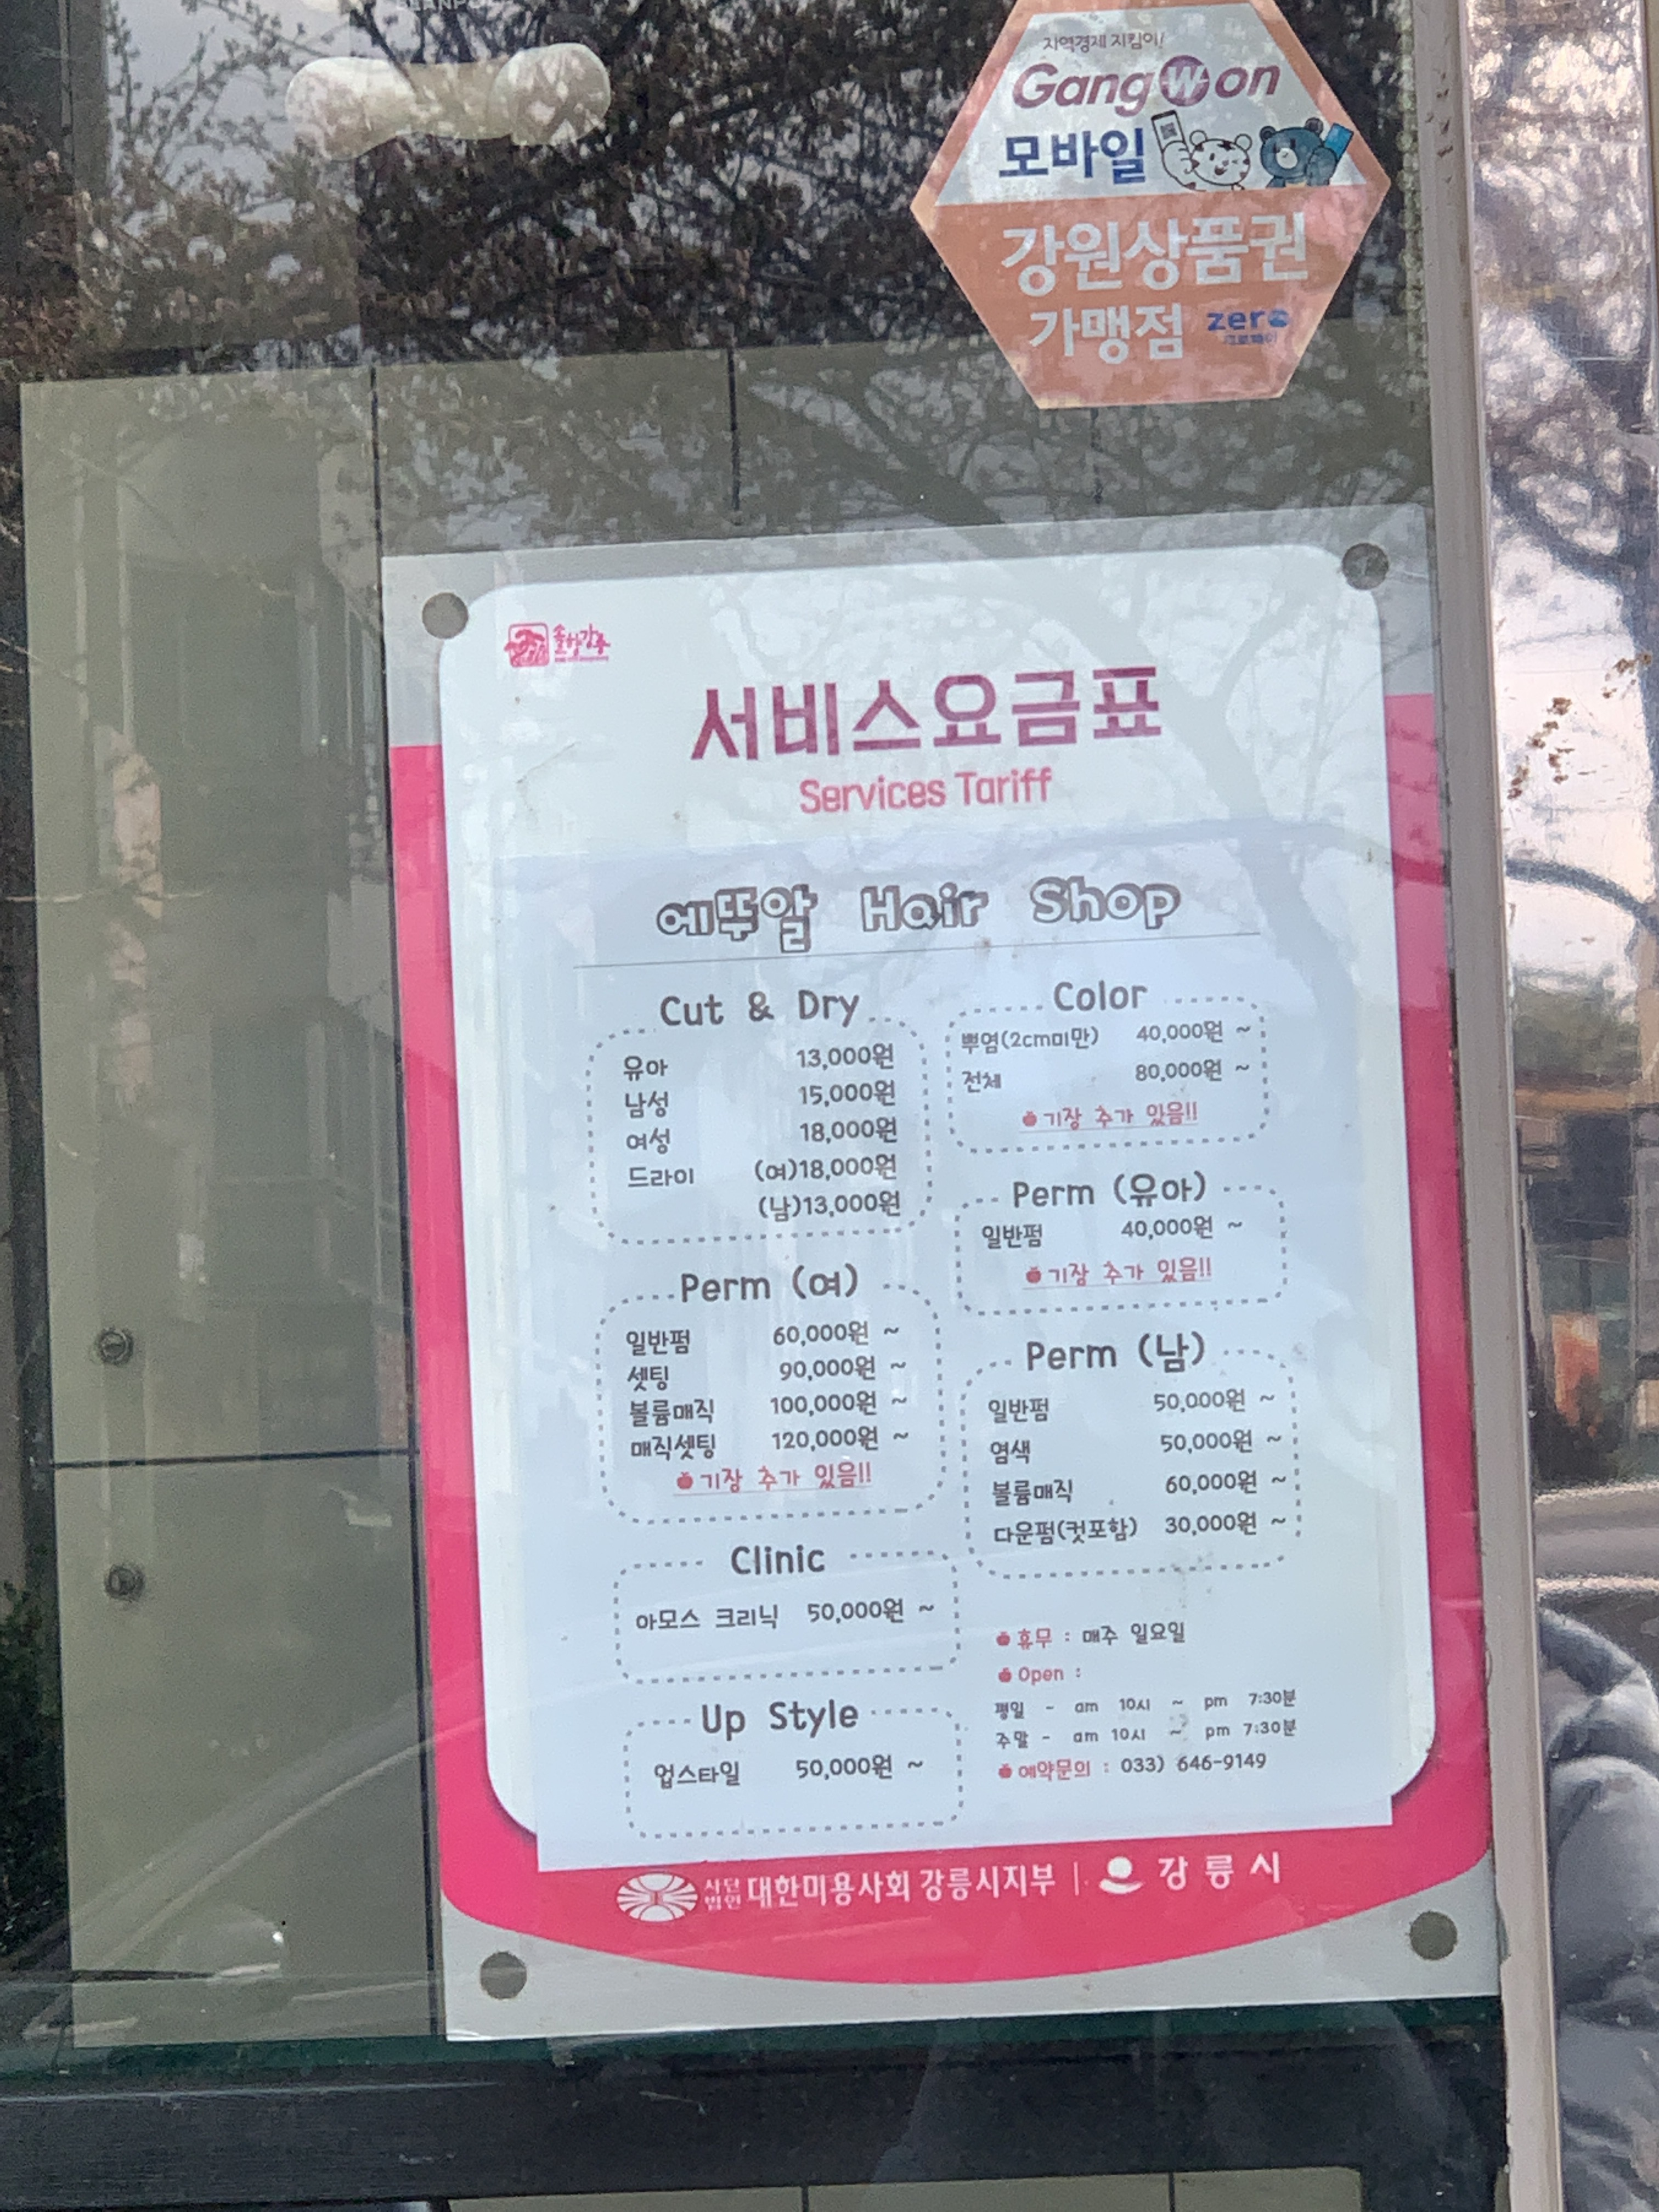 지역경제 지킴이!
GangWon
모바일
강원상품권
가맹점 zero
제로페이
솔향강릉
서비스요금표
Services Tariff
에뚜알 Hair Shop
Cut & Dry
유아 13,000원
남성 15,000원
여성 18,000원
드라이 (여)18,000원
(남)13,000원
Perm (여)
일반펌 60,000원 ~
셋팅 90,000원 ~
볼륨매직 100,000원 ~
매직셋팅 120,000원 ~
기장 추가 있음!!
Clinic
아모스 크리닉 50,000원 ~
Up Style
업스타일 50,000원 ~
Color
뿌염(2cm미만) 40,000원 ~
전체 80,000원 ~
기장 추가 있음!!
Perm (유아)
일반펌 40,000원 ~
기장 추가 있음!!
Perm (남)
일반펌 50,000원 ~
염색 50,000원 ~
볼륨매직 60,000원 ~
다운펌(컷포함) 30,000원 ~
휴무 : 매주 일요일
Open :
평일 - am 10시 ~ pm 7:30분
주말 - am 10시 ~ pm 7:30분
예약문의 : 033) 646-9149
사단법인 대한미용사회 강릉시지부 | 강릉시